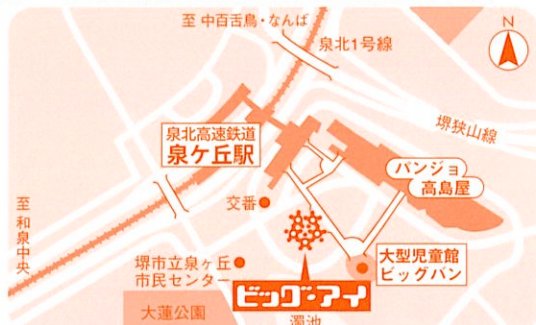 至 中百舌鳥・なんば
泉北1号線
N
堺狭山線
泉北高速鉄道
泉ケ丘駅
パンジョ
高島屋
交番
至 和泉中央
大型児童館
ビッグバン
堺市立泉ヶ丘
市民センター
ビッグ・アイ
大蓮公園
濁池